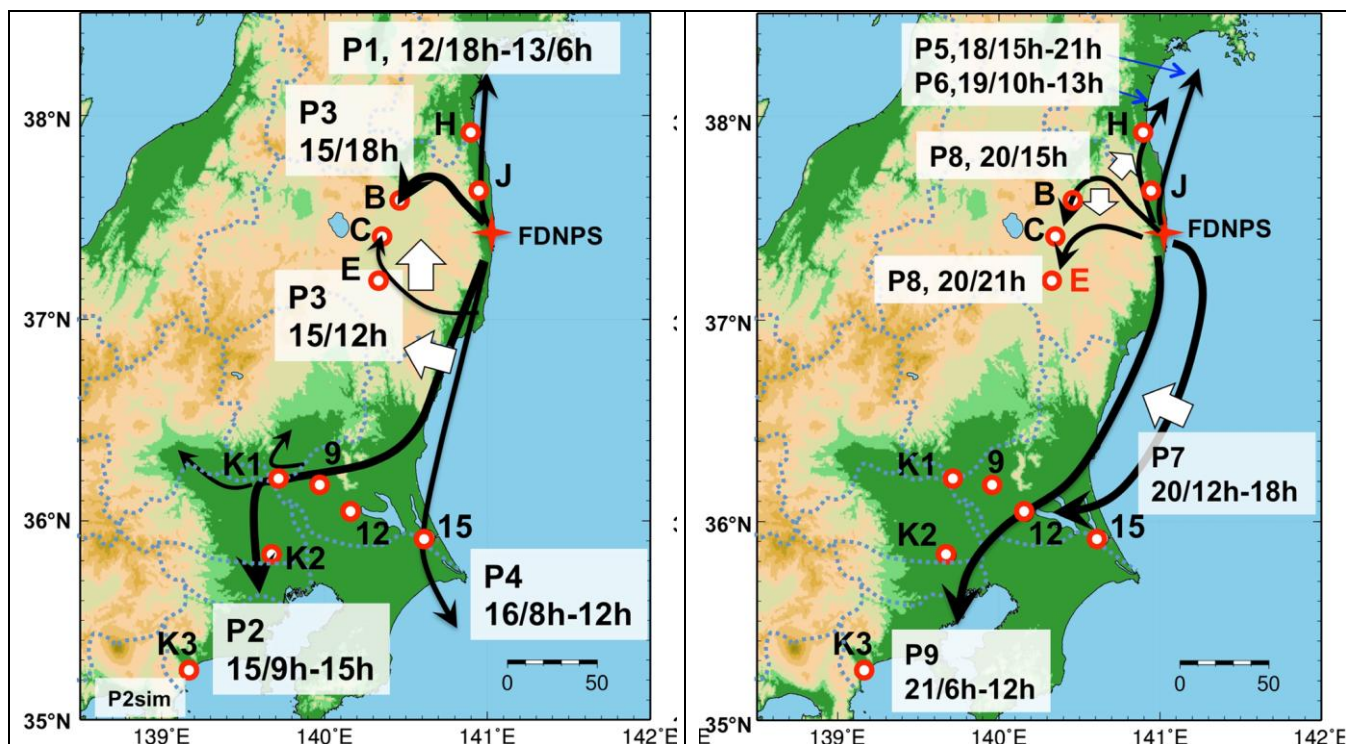 P1, 12/18h-13/6h
P3
15/18h
38°N
H
J
B
C
FDNPS
E
37°N
P3
15/12h
K1
9
36°N
12
15
K2
P4
16/8h-12h
P2
15/9h-15h
K3
0 50
P2sim
35°N
139°E 140°E 141°E 142°E
P5,18/15h-21h
P6,19/10h-13h
38°N
H
P8, 20/15h
B
J
C
FDNPS
P8, 20/21h
E
37°N
P7
20/12h-18h
K1
9
36°N
12
15
K2
P9
21/6h-12h
K3
0 50
35°N
E
139°E 140°E 141°E 142°E